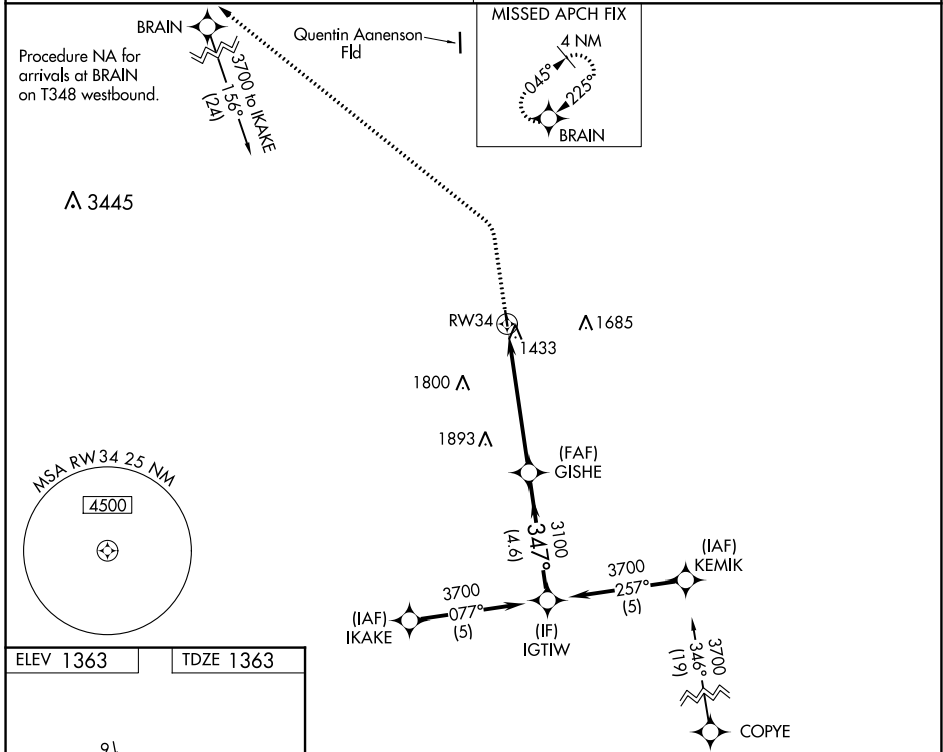 BRAIN
Procedure NA for
arrivals at BRAIN
on T348 westbound.
3700 to IKAKE
156°
(24)
Quentin Aanenson
Fld
MISSED APCH FIX
4 NM
045°
225°
BRAIN
3445
RW34
1433
1685
1800
1893
(FAF)
GISHE
MSA RW34 25 NM
4500
3100
347°
(4.6)
(IAF)
KEMIK
3700
257°
(5)
3700
077°
(5)
(IAF)
IKAKE
(IF)
IGTIW
3700
346°
(19)
COPYE
ELEV 1363
TDZE 1363